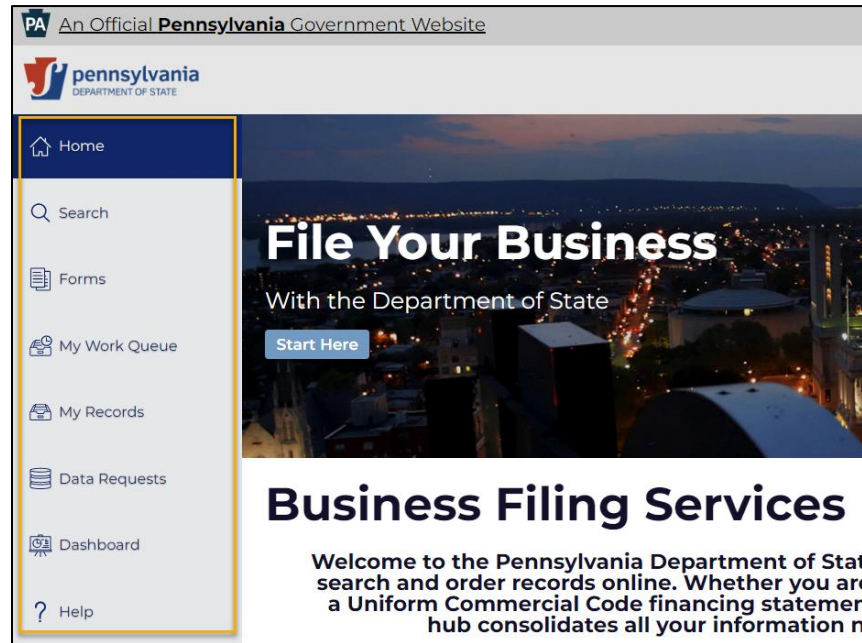 PA An Official Pennsylvania Government Website
pennsylvania
DEPARTMENT OF STATE
Home
Search
Forms
My Work Queue
My Records
Data Requests
Dashboard
Help
File Your Business
With the Department of State
Start Here
Business Filing Services
Welcome to the Pennsylvania Department of Stat
search and order records online. Whether you are
a Uniform Commercial Code financing statemen
hub consolidates all your information n